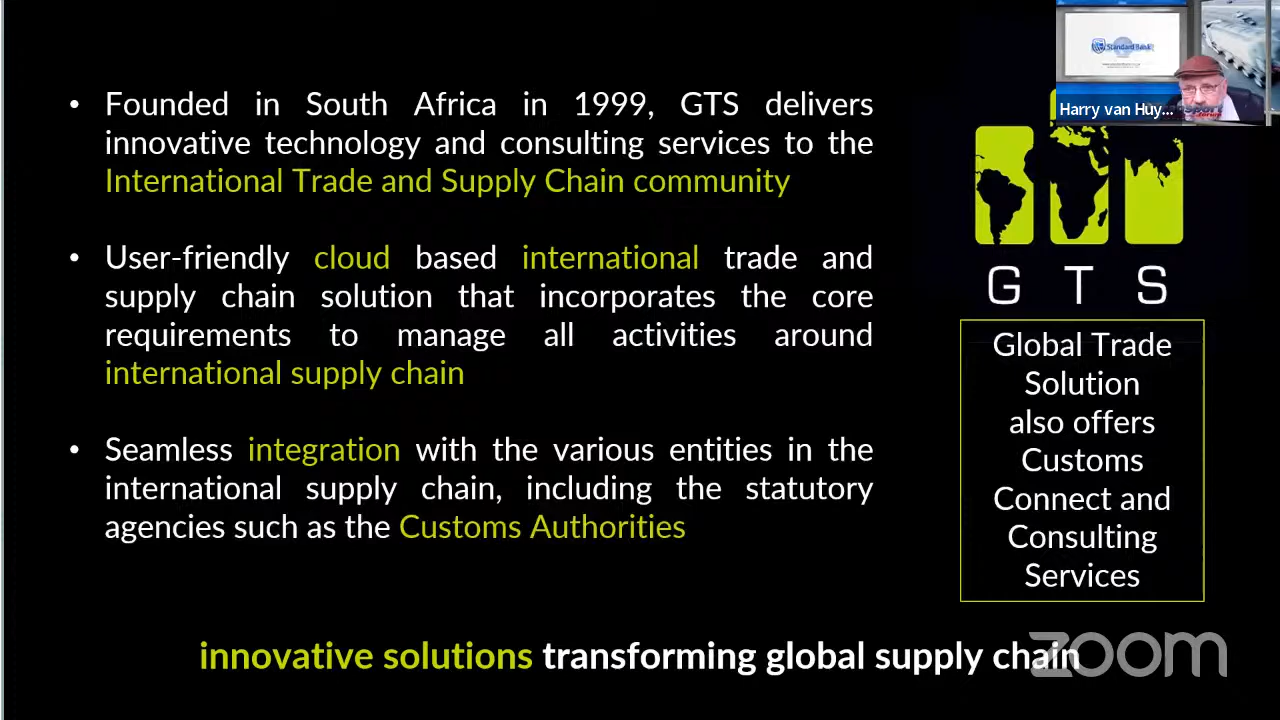 Standard Bank
Harry van Huy...
• Founded in South Africa in 1999, GTS delivers
innovative technology and consulting services to the
International Trade and Supply Chain community
• User-friendly cloud based international trade and
supply chain solution that incorporates the core
requirements to manage all activities around
international supply chain
• Seamless integration with the various entities in the
international supply chain, including the statutory
agencies such as the Customs Authorities
G T S
Global Trade
Solution
also offers
Customs
Connect and
Consulting
Services
innovative solutions transforming global supply chain
zoom